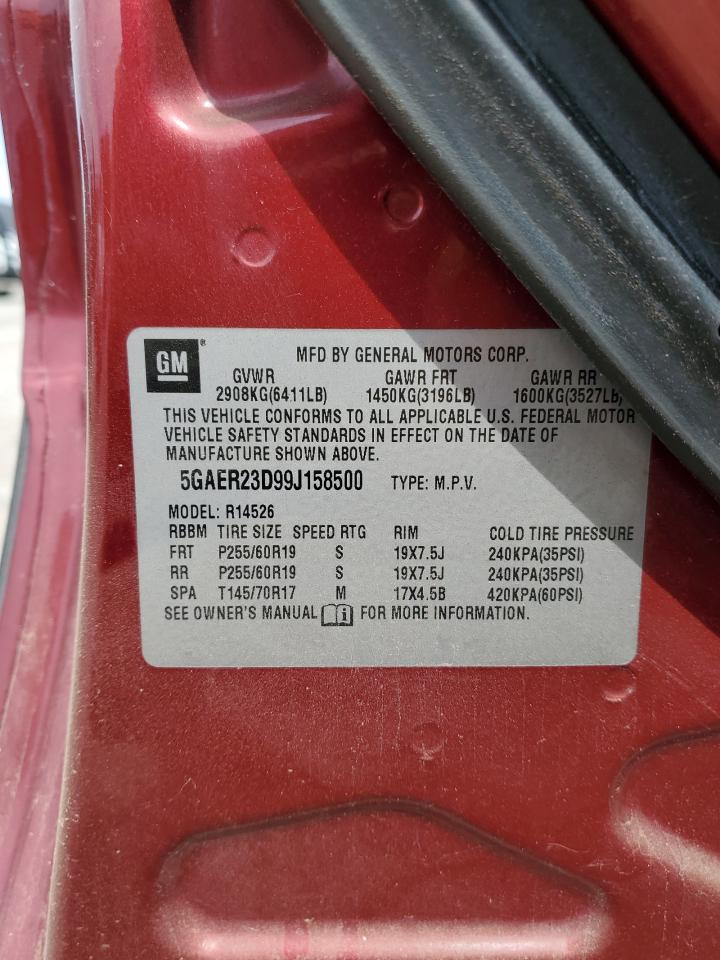 GM ® MFD BY GENERAL MOTORS CORP.
GVWR GAWR FRT GAWR RR
2908KG(6411LB) 1450KG(3196LB) 1600KG(3527LB)
THIS VEHICLE CONFORMS TO ALL APPLICABLE U.S. FEDERAL MOTOR
VEHICLE SAFETY STANDARDS IN EFFECT ON THE DATE OF
MANUFACTURE SHOWN ABOVE.
5GAER23D99J158500 TYPE: M.P.V.
MODEL: R14526
RBBM TIRE SIZE SPEED RTG RIM COLD TIRE PRESSURE
FRT P255/60R19 S 19X7.5J 240KPA(35PSI)
RR P255/60R19 S 19X7.5J 240KPA(35PSI)
SPA T145/70R17 M 17X4.5B 420KPA(60PSI)
SEE OWNER'S MANUAL i FOR MORE INFORMATION.